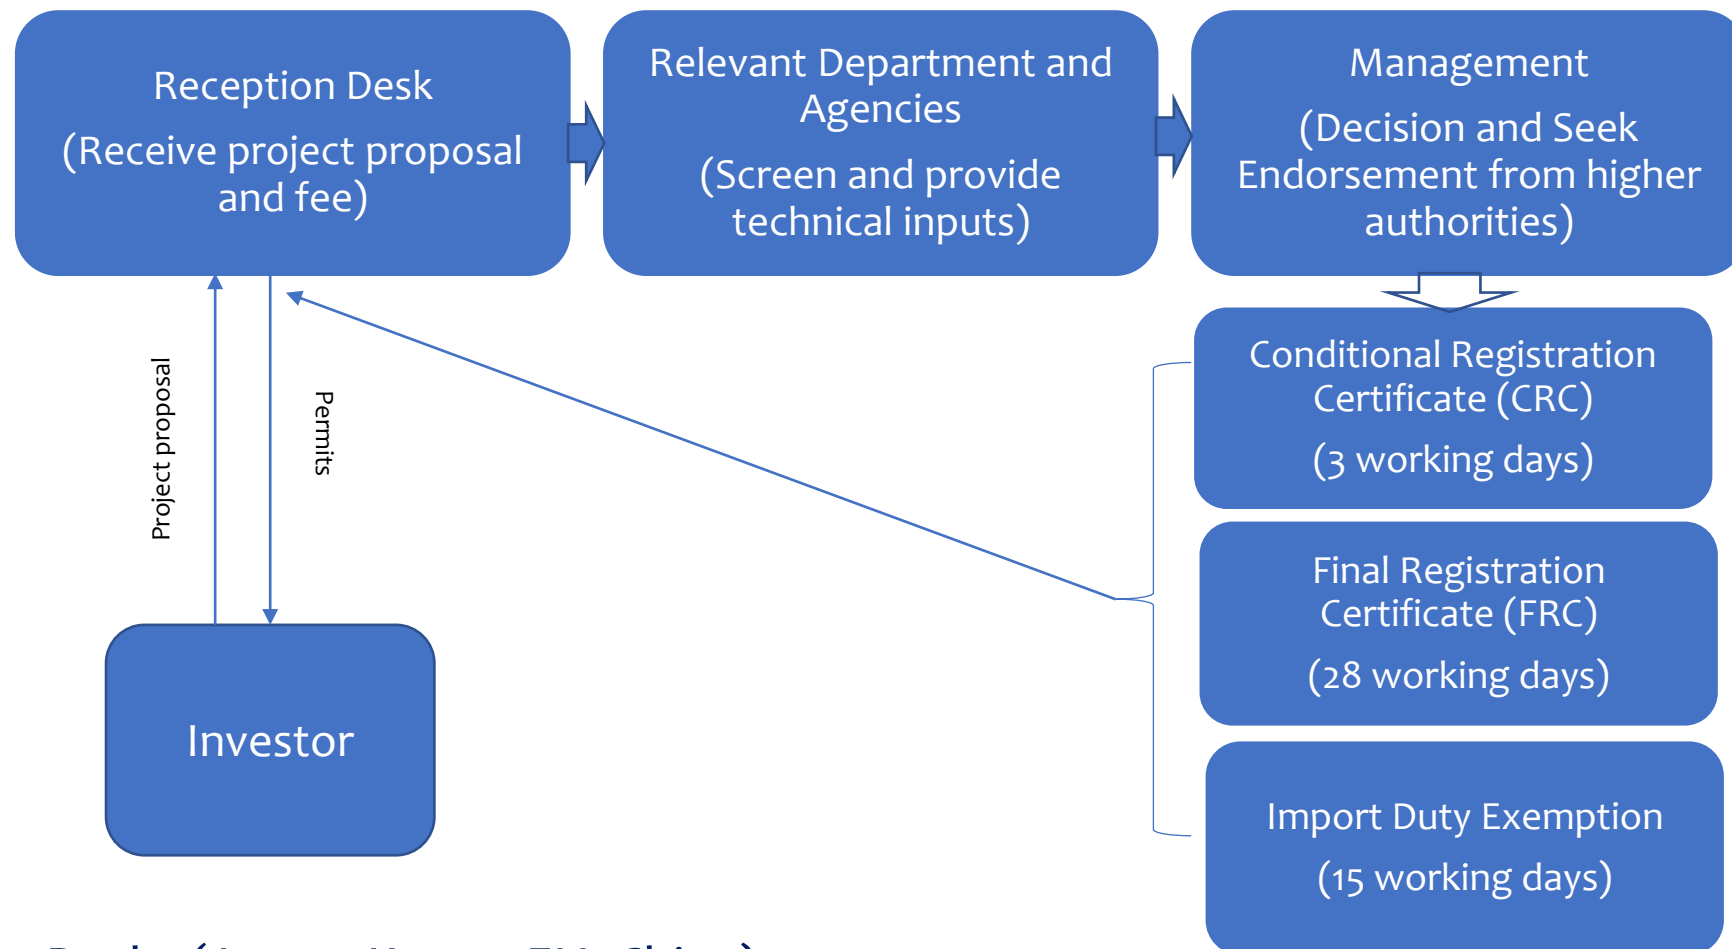 Reception Desk
(Receive project proposal
and fee)
Relevant Department and
Agencies
(Screen and provide
technical inputs)
Management
(Decision and Seek
Endorsement from higher
authorities)
Project proposal
Permits
Conditional Registration
Certificate (CRC)
(3 working days)
Final Registration
Certificate (FRC)
(28 working days)
Investor
Import Duty Exemption
(15 working days)